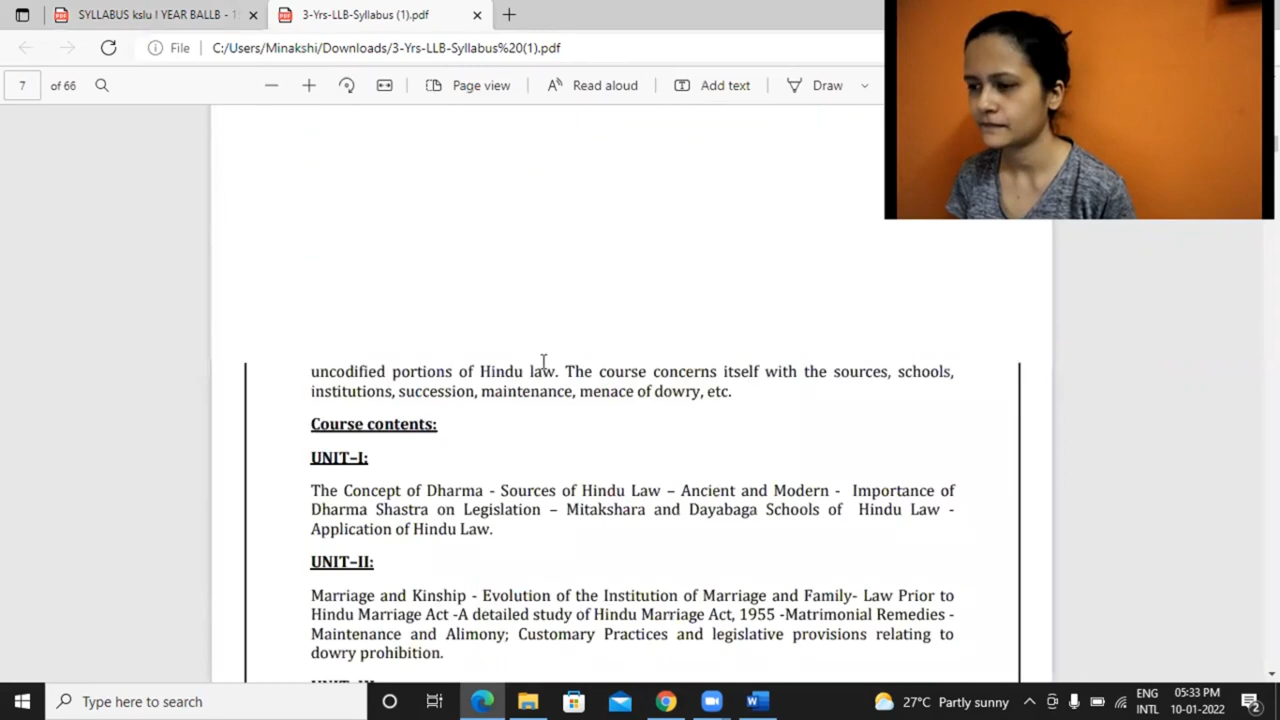 SYLLABUS kslu I YEAR BALLB - 1
3-Yrs-LLB-Syllabus (1).pdf
File
C:/Users/Minakshi/Downloads/3-Yrs-LLB-Syllabus%20(1).pdf
7 of 66
Page view
Read aloud
Add text
Draw
uncodified portions of Hindu law. The course concerns itself with the sources, schools,
institutions, succession, maintenance, menace of dowry, etc.
Course contents:
UNIT–I:
The Concept of Dharma - Sources of Hindu Law – Ancient and Modern - Importance of
Dharma Shastra on Legislation – Mitakshara and Dayabaga Schools of Hindu Law -
Application of Hindu Law.
UNIT–II:
Marriage and Kinship - Evolution of the Institution of Marriage and Family- Law Prior to
Hindu Marriage Act -A detailed study of Hindu Marriage Act, 1955 -Matrimonial Remedies -
Maintenance and Alimony; Customary Practices and legislative provisions relating to
dowry prohibition.
Type here to search
27°C Partly sunny
ENG
INTL
05:33 PM
10-01-2022
2